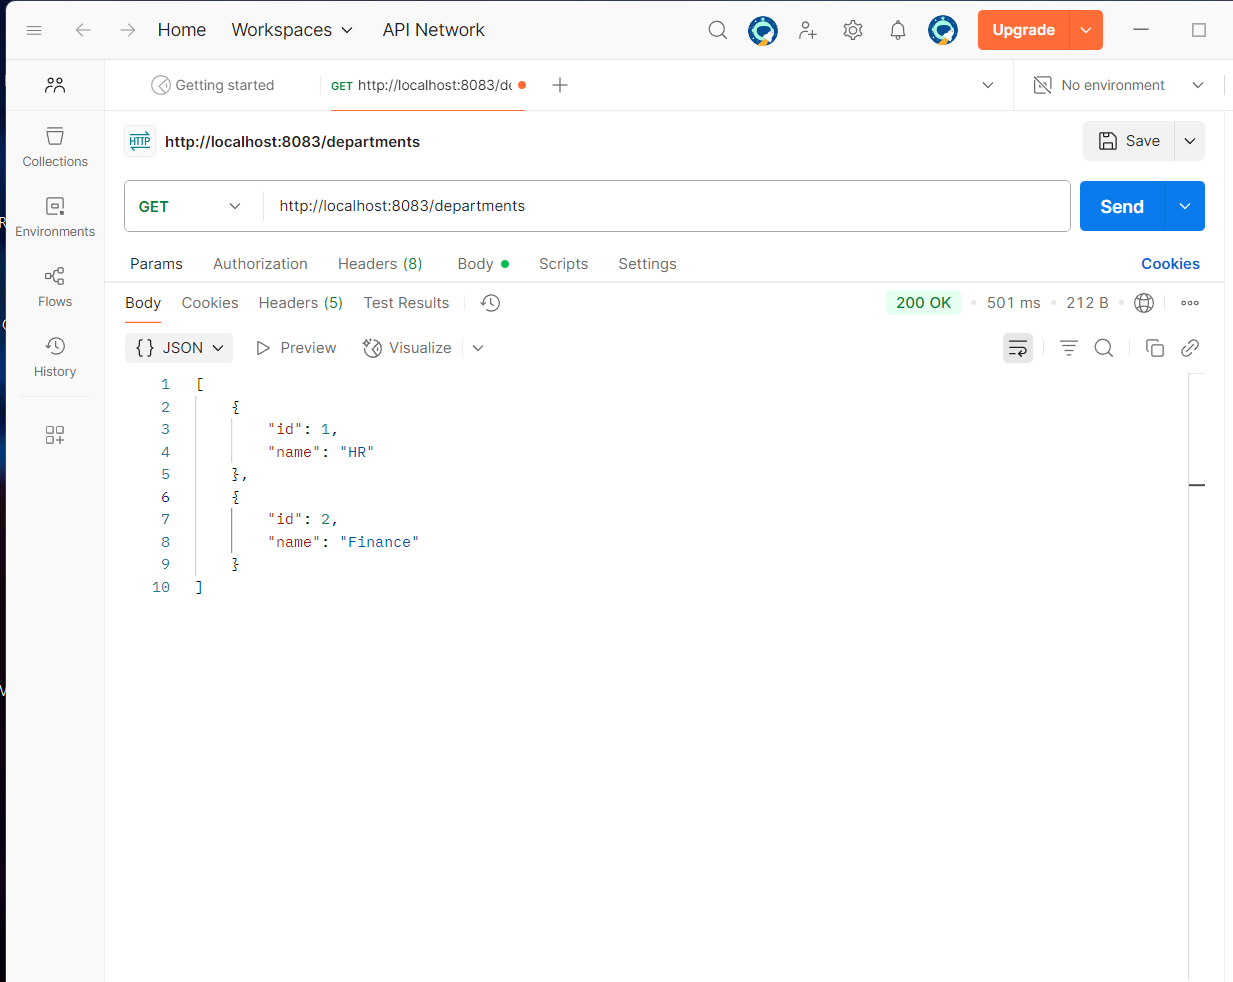 Home Workspaces API Network Upgrade
Getting started GET http://localhost:8083/de No environment
HTTP http://localhost:8083/departments Save
GET http://localhost:8083/departments Send
Params Authorization Headers (8) Body Scripts Settings Cookies
Body Cookies Headers (5) Test Results 200 OK 501 ms 212 B
{} JSON Preview Visualize
Collections
Environments
Flows
History
1 [
2 {
3 "id": 1,
4 "name": "HR"
5 },
6 {
7 "id": 2,
8 "name": "Finance"
9 }
10 ]